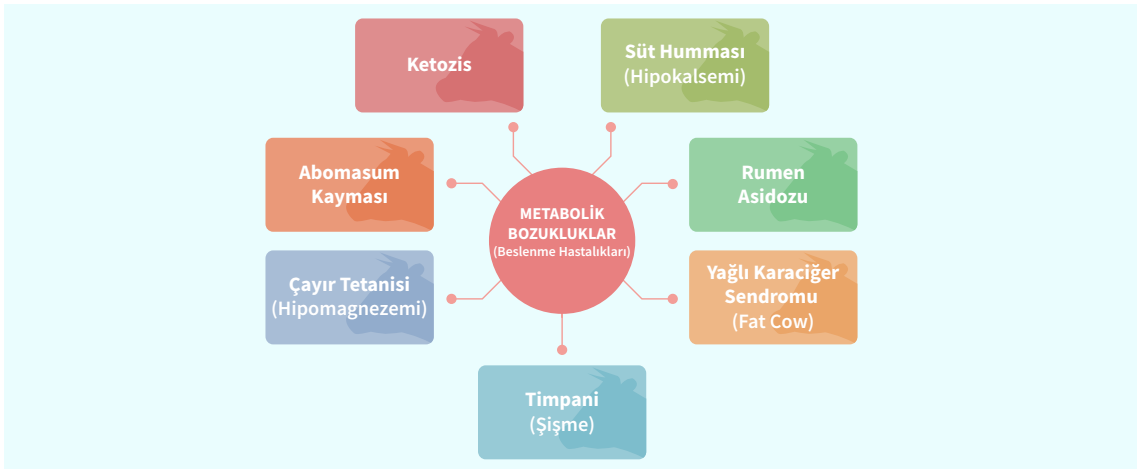 Ketozis
Süt Humması
(Hipokalsemi)
Abomasum
Kayması
Rumen
Asidozu
METABOLİK
BOZUKLUKLAR
(Beslenme Hastalıkları)
Çayır Tetanisi
(Hipomagnezemi)
Yağlı Karaciğer
Sendromu
(Fat Cow)
Timpani
(Şişme)